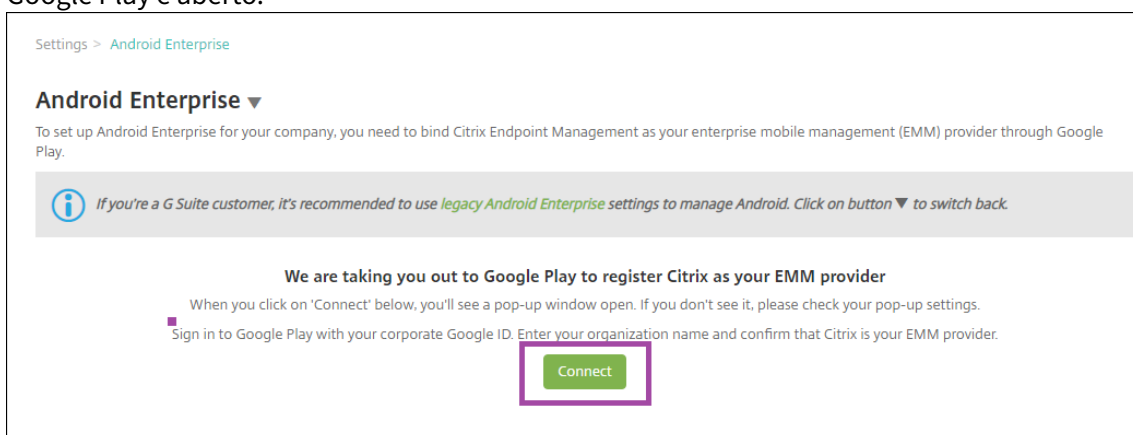 Google Play é aberto.
Settings > Android Enterprise
Android Enterprise ▼
To set up Android Enterprise for your company, you need to bind Citrix Endpoint Management as your enterprise mobile management (EMM) provider through Google
Play.
If you're a G Suite customer, it's recommended to use legacy Android Enterprise settings to manage Android. Click on button ▼ to switch back.
We are taking you out to Google Play to register Citrix as your EMM provider
When you click on 'Connect' below, you'll see a pop-up window open. If you don't see it, please check your pop-up settings.
Sign in to Google Play with your corporate Google ID. Enter your organization name and confirm that Citrix is your EMM provider.
Connect